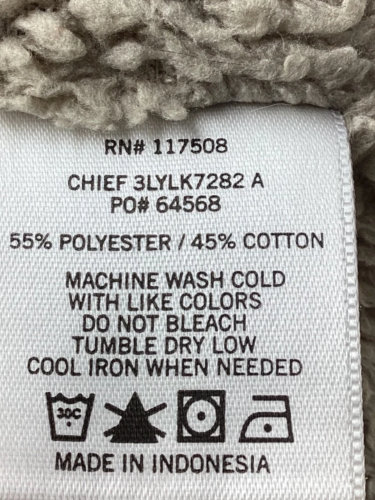 RN# 117508
CHIEF 3LYLK7282 A
PO# 64568
55% POLYESTER / 45% COTTON
MACHINE WASH COLD
WITH LIKE COLORS
DO NOT BLEACH
TUMBLE DRY LOW
COOL IRON WHEN NEEDED
30C
MADE IN INDONESIA